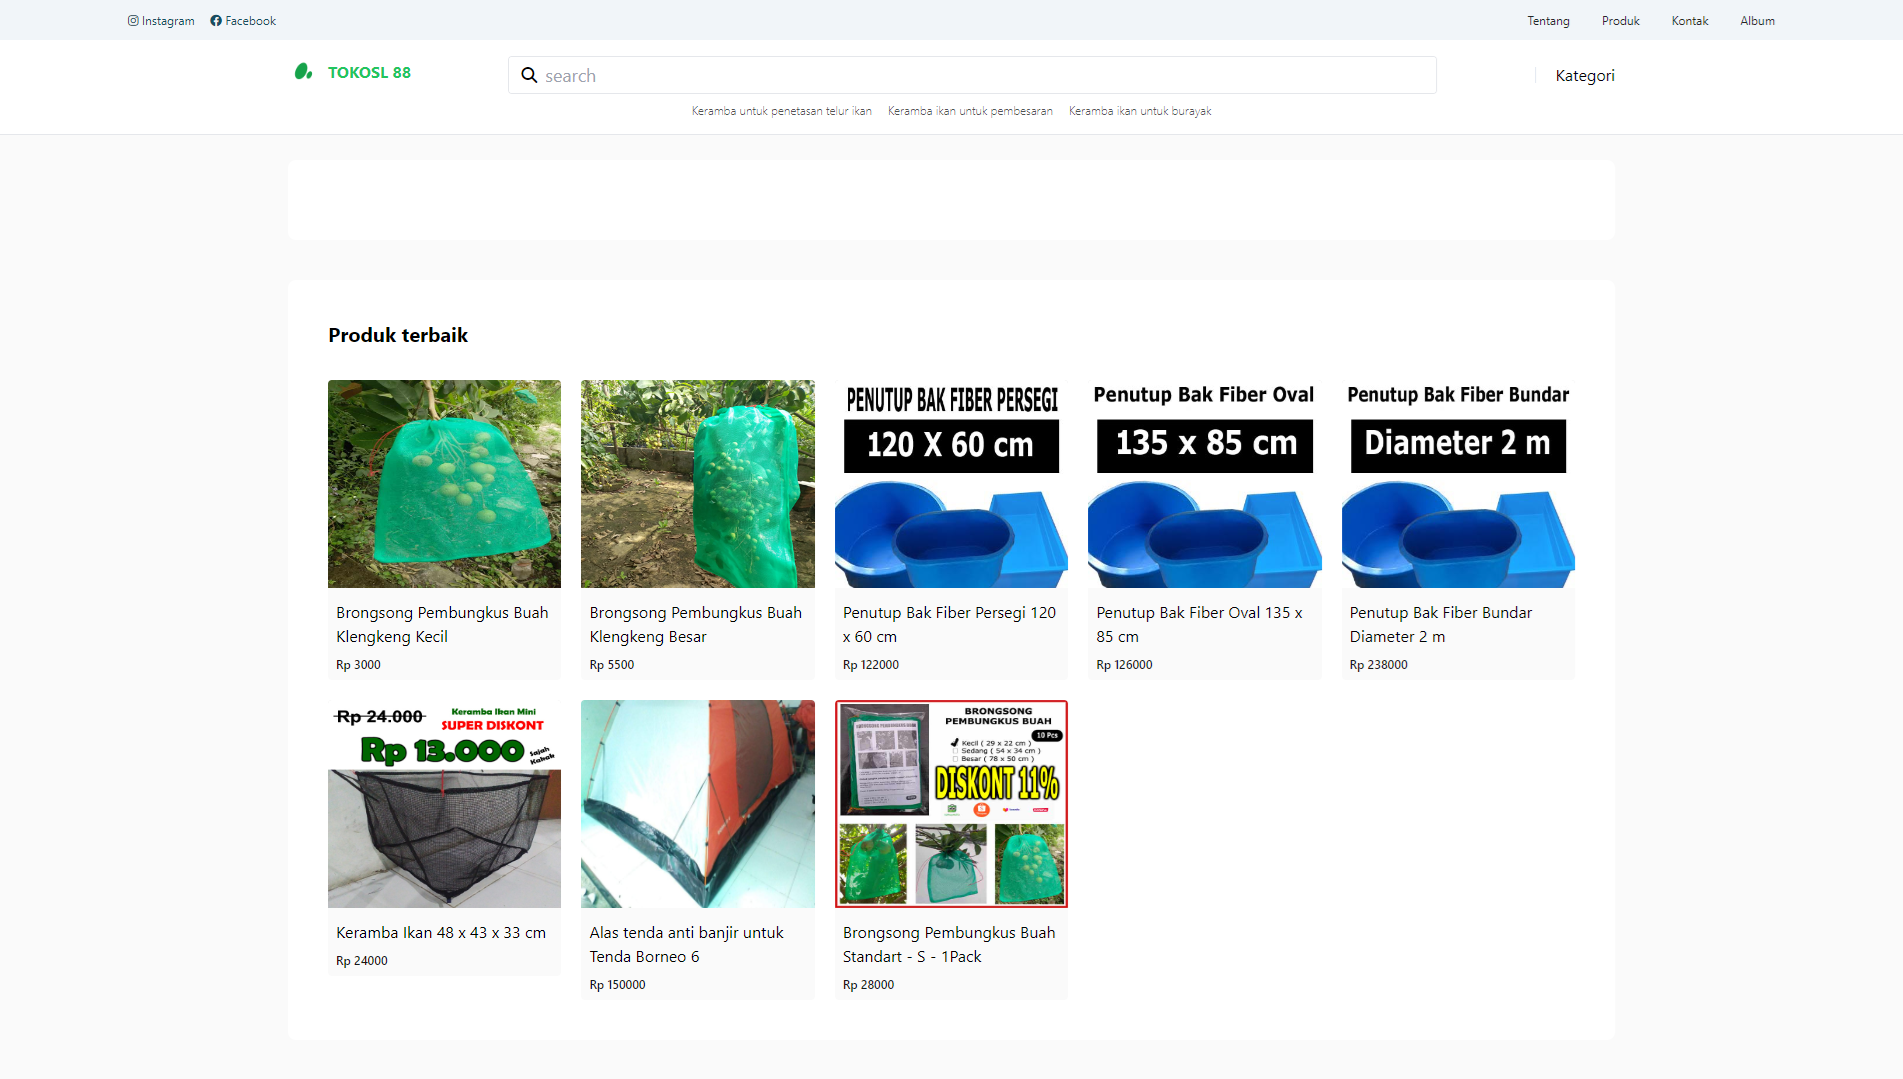 Instagram
Facebook
Tentang
Produk
Kontak
Album
TOKOSL 88
search
Kategori
Keramba untuk penetasan telur ikan
Keramba ikan untuk pembesaran
Keramba ikan untuk burayak
Produk terbaik
Brongsong Pembungkus Buah
Klengkeng Kecil
Rp 3000
Brongsong Pembungkus Buah
Klengkeng Besar
Rp 5500
PENUTUP BAK FIBER PERSEGI
120 X 60 cm
Penutup Bak Fiber Persegi 120
x 60 cm
Rp 122000
Penutup Bak Fiber Oval
135 x 85 cm
Penutup Bak Fiber Oval 135 x
85 cm
Rp 126000
Penutup Bak Fiber Bundar
Diameter 2 m
Penutup Bak Fiber Bundar
Diameter 2 m
Rp 238000
Rp 24.000
Keramba Ikan Mini
SUPER DISKONT
Rp 13.000
Sajah
Kakak
Keramba Ikan 48 x 43 x 33 cm
Rp 24000
Alas tenda anti banjir untuk
Tenda Borneo 6
Rp 150000
BRONGSONG
PEMBUNGKUS BUAH
10 Pcs
Kecil ( 29 x 22 cm )
Sedang ( 54 x 34 cm )
Besar ( 78 x 50 cm )
DISKONT 11%
Brongsong Pembungkus Buah
Standart - S - 1Pack
Rp 28000